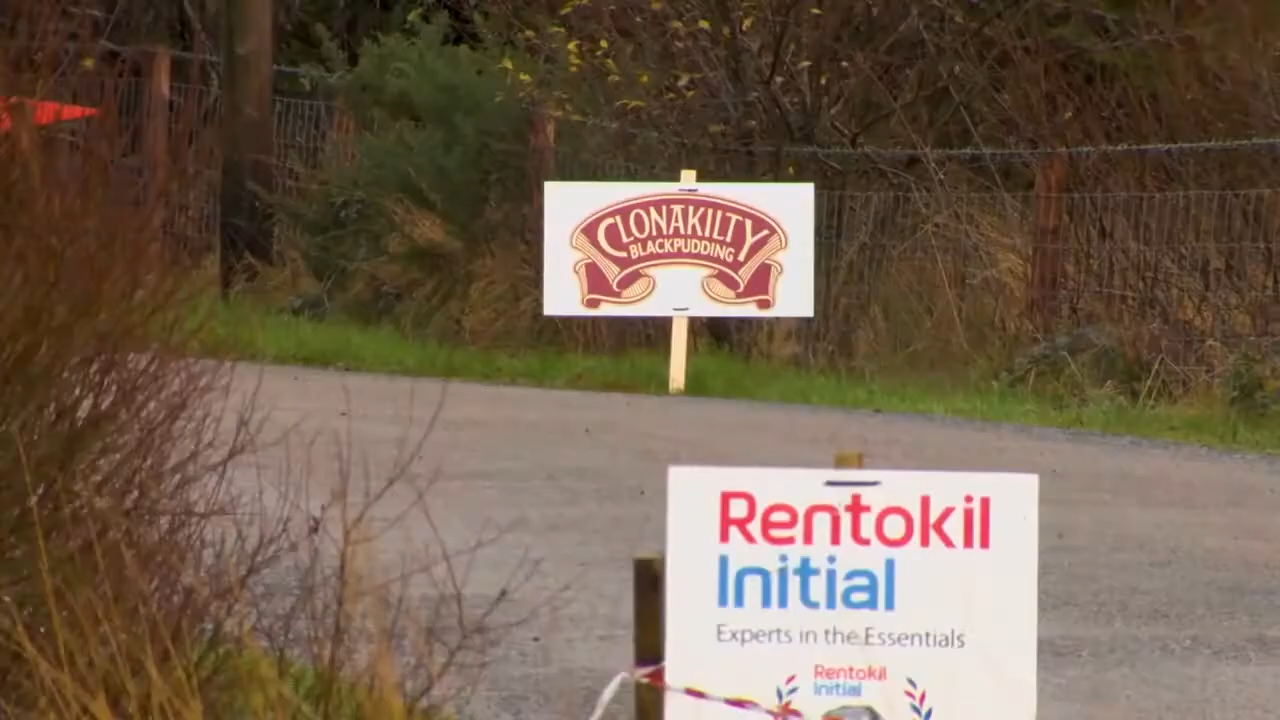 CLONAKILTY
BLACKPUDDING
Rentokil
Initial
Experts in the Essentials
Rentokil
Initial